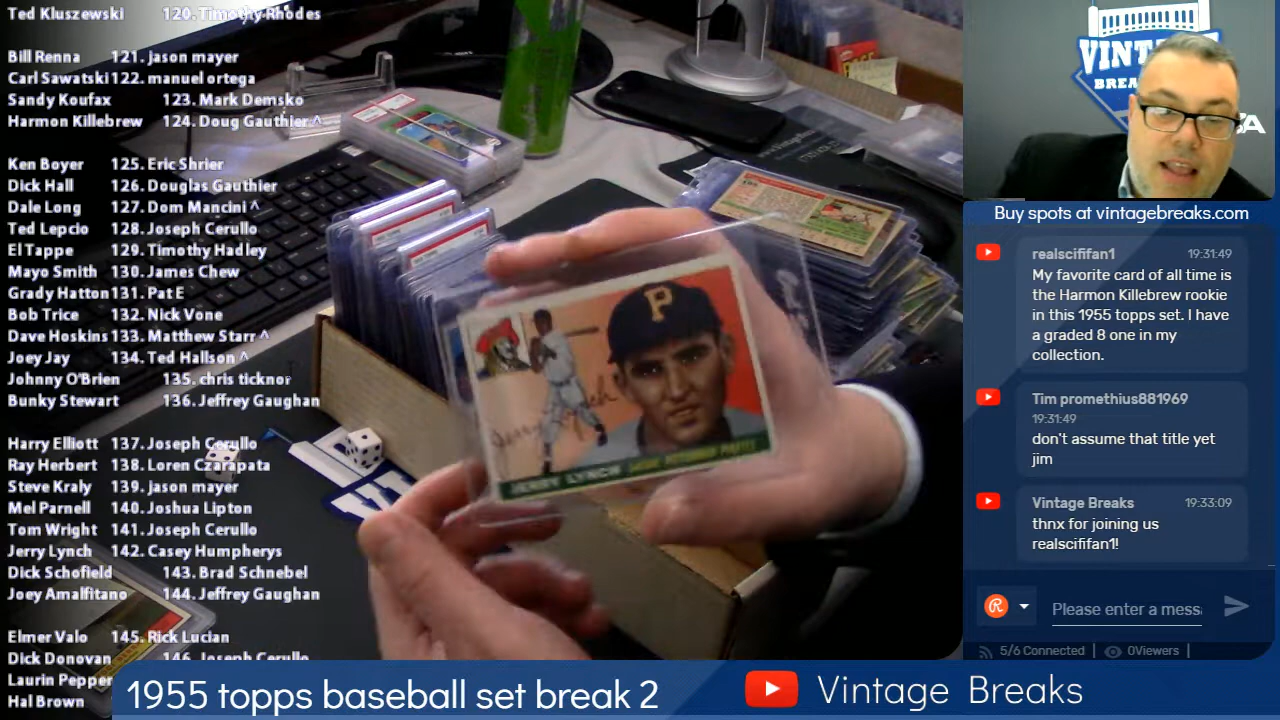 Ted Kluszewski 120. Timothy Rhodes
Bill Renna 121. jason mayer
Carl Sawatski 122. manuel ortega
Sandy Koufax 123. Mark Demsko
Harmon Killebrew 124. Doug Gauthier ^
Ken Boyer 125. Eric Shrier
Dick Hall 126. Douglas Gauthier
Dale Long 127. Dom Mancini ^
Ted Lepcio 128. Joseph Cerullo
El Tappe 129. Timothy Hadley
Mayo Smith 130. James Chew
Grady Hatton 131. Pat E
Bob Trice 132. Nick Vone
Dave Hoskins 133. Matthew Starr ^
Joey Jay 134. Ted Hallson ^
Johnny O'Brien 135. chris ticknor
Bunky Stewart 136. Jeffrey Gaughan
Harry Elliott 137. Joseph Cerullo
Ray Herbert 138. Loren Czarapata
Steve Kraly 139. jason mayer
Mel Parnell 140. Joshua Lipton
Tom Wright 141. Joseph Cerullo
Jerry Lynch 142. Casey Humpherys
Dick Schofield 143. Brad Schnebel
Joey Amalfitano 144. Jeffrey Gaughan
Elmer Valo 145. Rick Lucian
Dick Donovan 146. Joseph Cerullo
Laurin Pepper
Hal Brown
P
Jerry Lynch
JERRY LYNCH
1955 topps baseball set break 2
Vintage Breaks
Buy spots at vintagebreaks.com
realscififan1 19:31:49
My favorite card of all time is
the Harmon Killebrew rookie
in this 1955 topps set. I have
a graded 8 one in my
collection.
Tim promethius881969
19:31:49
don't assume that title yet
jim
Vintage Breaks 19:33:09
thnx for joining us
realscififan1!
Please enter a messa
5/6 Connected | 0Viewers |